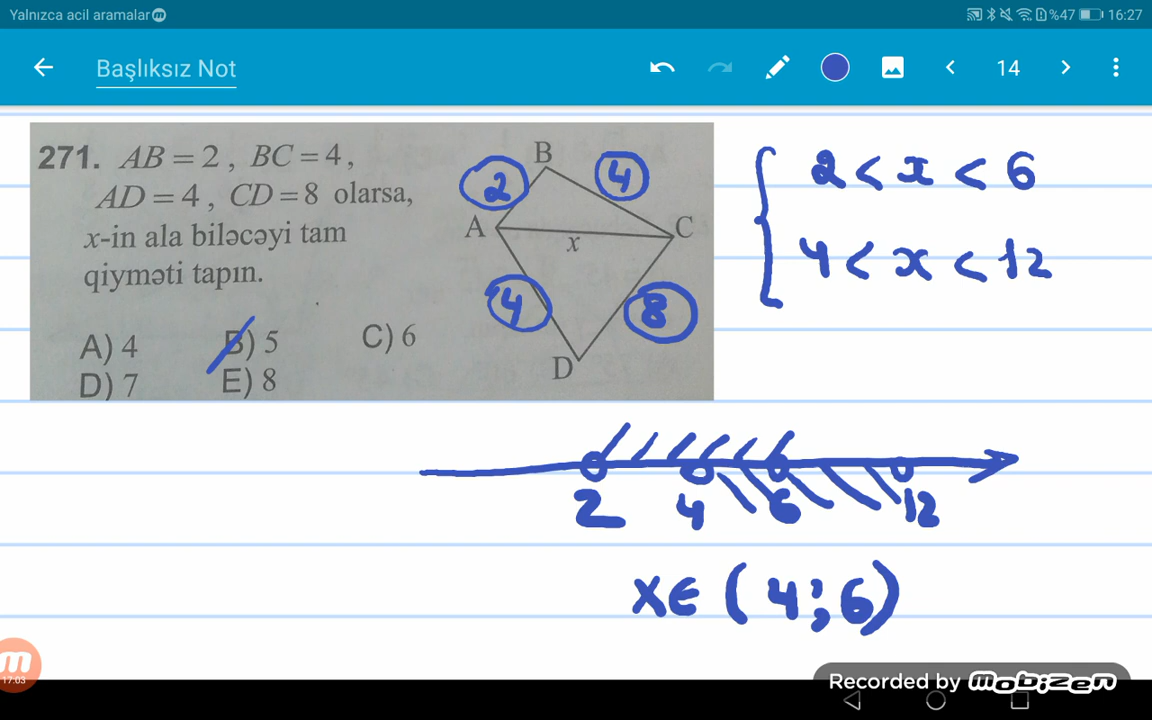 Yalnızca acil aramalar
%47 16:27
Başlıksız Not
14
271. AB = 2 , BC = 4 ,
AD = 4 , CD = 8 olarsa,
x-in ala biləcəyi tam
qiyməti tapın.
A) 4 B) 5 C) 6
D) 7 E) 8
B
2
4
A
C
x
4
8
D
2 < x < 6
4 < x < 12
2 4 6 12
x ∈ (4;6)
17:03
Recorded by mobizen